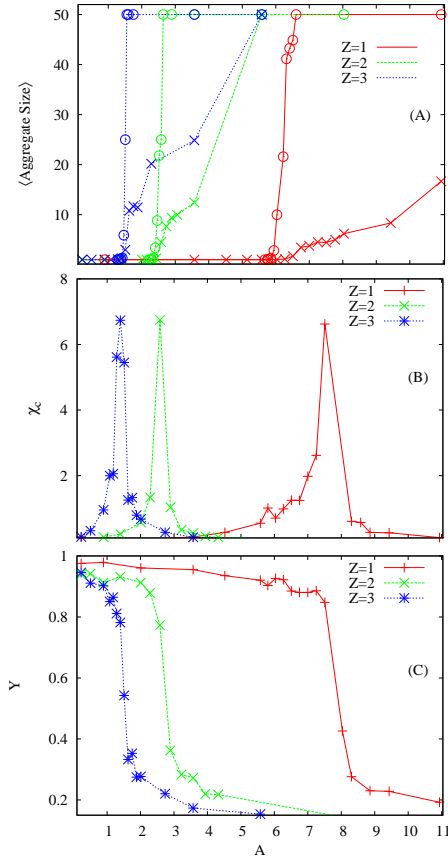 50
40
30
20
10
⟨Aggregate Size⟩
Z=1
Z=2
Z=3
(A)
8
6
4
2
χc
Z=1
Z=2
Z=3
(B)
1
0.8
0.6
0.4
0.2
Y
Z=1
Z=2
Z=3
(C)
1 2 3 4 5 6 7 8 9 10 11
A